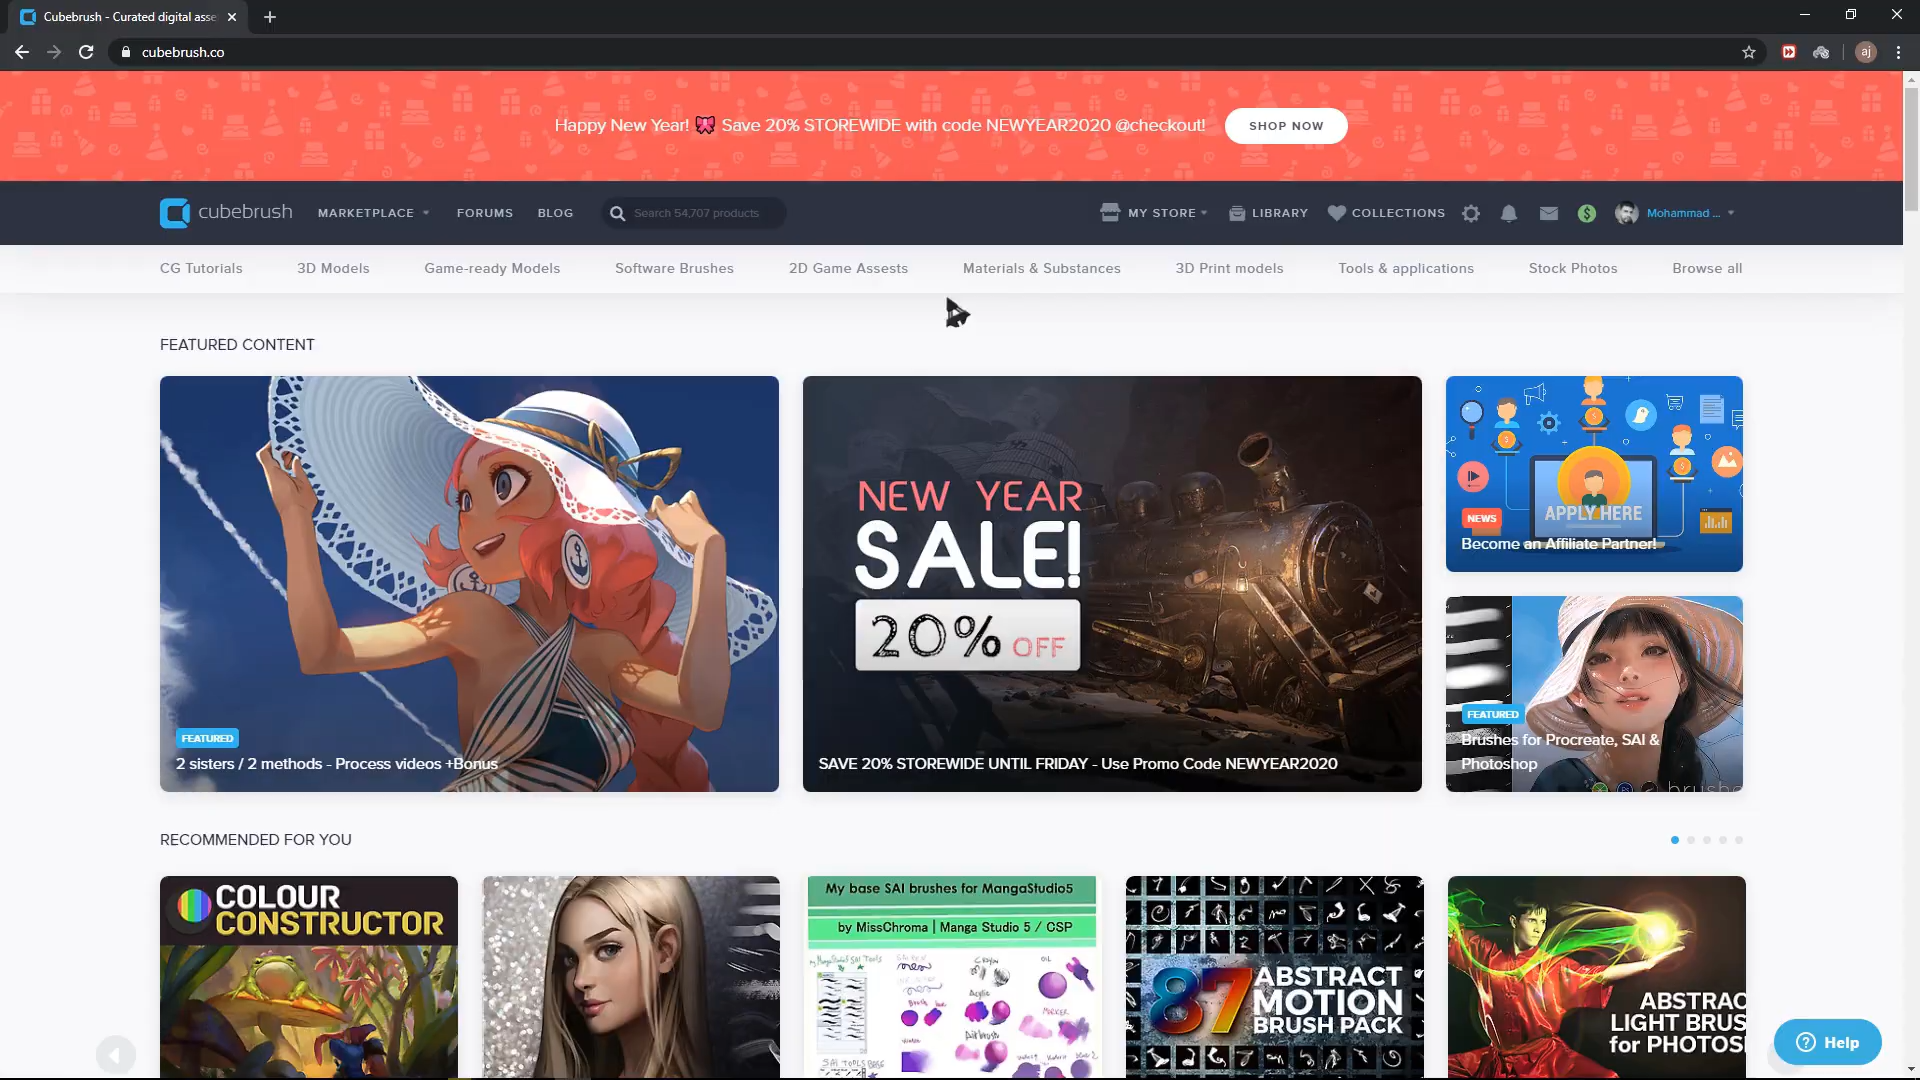 Cubebrush - Curated digital asse
cubebrush.co
aj
Happy New Year! Save 20% STOREWIDE with code NEWYEAR2020 @checkout!
SHOP NOW
cubebrush
MARKETPLACE
FORUMS
BLOG
Search 54,707 products
MY STORE
LIBRARY
COLLECTIONS
Mohammad ...
CG Tutorials
3D Models
Game-ready Models
Software Brushes
2D Game Assests
Materials & Substances
3D Print models
Tools & applications
Stock Photos
Browse all
FEATURED CONTENT
FEATURED
2 sisters / 2 methods - Process videos +Bonus
NEW YEAR
SALE!
20% OFF
SAVE 20% STOREWIDE UNTIL FRIDAY - Use Promo Code NEWYEAR2020
APPLY HERE
NEWS
Become an Affiliate Partner!
FEATURED
Brushes for Procreate, SAI &
Photoshop
RECOMMENDED FOR YOU
COLOUR
CONSTRUCTOR
My base SAI brushes for MangaStudio5
by MissChroma | Manga Studio 5 / CSP
OIL
Acrylic
MARKER
87 ABSTRACT
MOTION
BRUSH PACK
ABSTRAC
LIGHT BRUS
for PHOTOS
Help